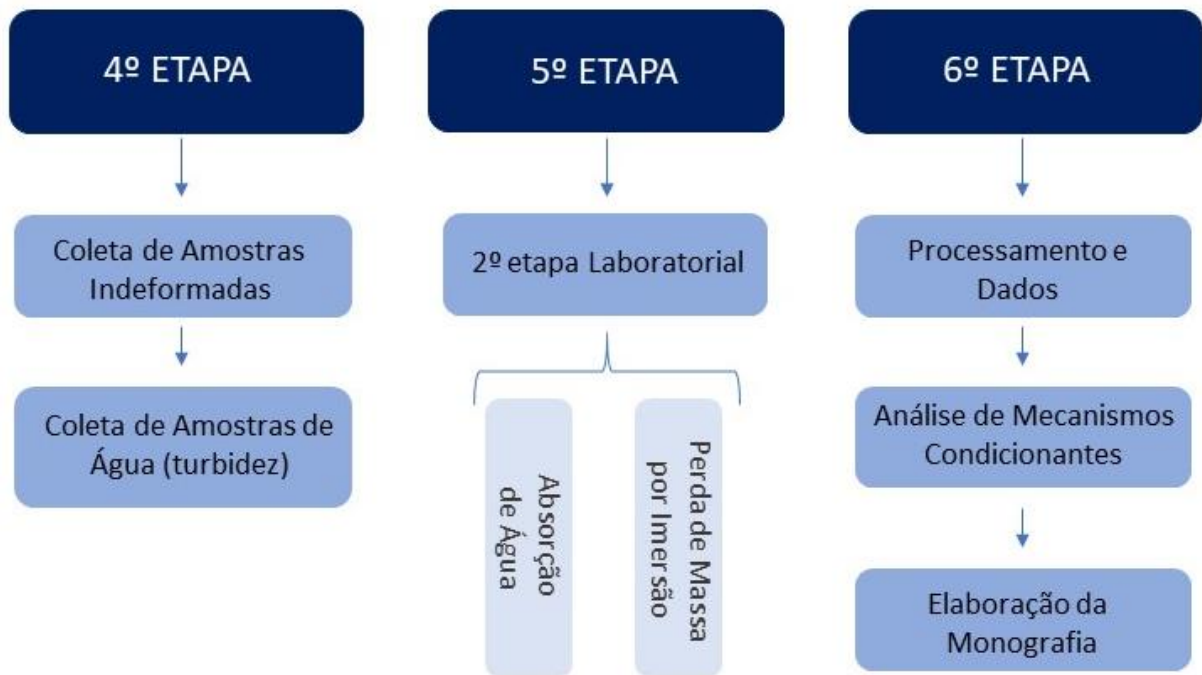 4º ETAPA
Coleta de Amostras
Indeformadas
Coleta de Amostras de
Água (turbidez)
5º ETAPA
2º etapa Laboratorial
Absorção
de Água
Perda de Massa
por Imersão
6º ETAPA
Processamento e
Dados
Análise de Mecanismos
Condicionantes
Elaboração da
Monografia